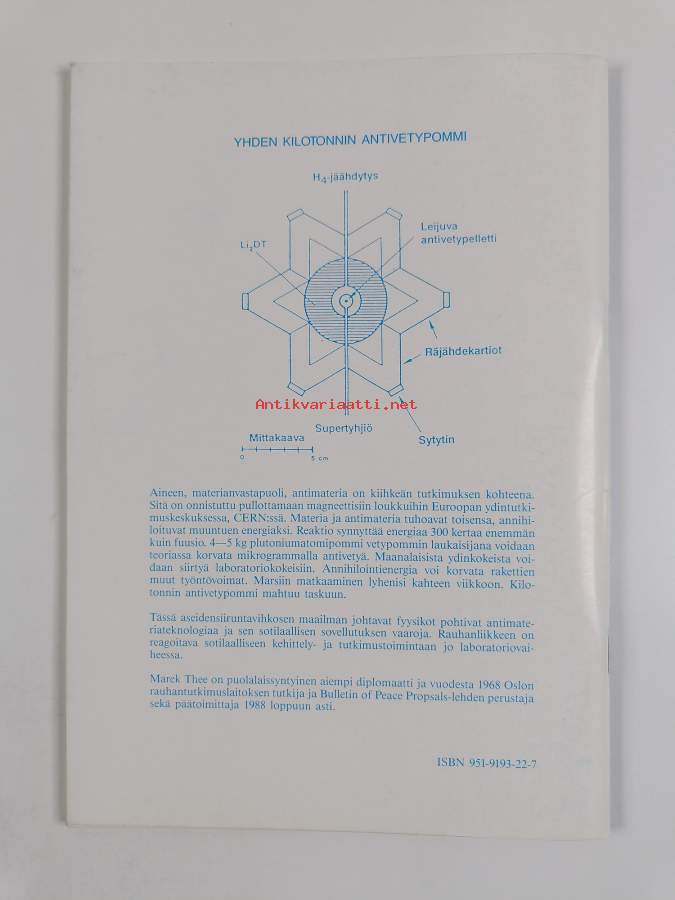 YHDEN KILOTONNIN ANTIVETYPOMMI
H4-jäähdytys
Leijuva
antivetypelletti
Li2DT
Räjähdekartiot
Antikvariaatti.net
Supertyhjiö
Sytytin
Mittakaava
0 5 cm
Aineen, materianvastapuoli, antimateria on kiihkeän tutkimuksen kohteena.
Sitä on onnistuttu pullottamaan magneettisiin loukkuihin Euroopan ydintutki-
muskeskuksessa, CERN:ssä. Materia ja antimateria tuhoavat toisensa, annihi-
loituvat muuntuen energiaksi. Reaktio synnyttää energiaa 300 kertaa enemmän
kuin fuusio. 4—5 kg plutoniumatomipommi vetypommin laukaisijana voidaan
teoriassa korvata mikrogrammalla antivetyä. Maanalaisista ydinkokeista voi-
daan siirtyä laboratoriokokeisiin. Annihilointienergia voi korvata rakettien
muut työntövoimat. Marsiin matkaaminen lyhenisi kahteen viikkoon. Kilo-
tonnin antivetypommi mahtuu taskuun.
Tässä aseidensiiruntavihkosen maailman johtavat fyysikot pohtivat antimate-
riateknologiaa ja sen sotilaallisen sovellutuksen vaaroja. Rauhanliikkeen on
reagoitava sotilaalliseen kehittely- ja tutkimustoimintaan jo laboratoriovai-
heessa.
Marek Thee on puolalaissyntyinen aiempi diplomaatti ja vuodesta 1968 Oslon
rauhantutkimuslaitoksen tutkija ja Bulletin of Peace Propsals-lehden perustaja
sekä päätoimittaja 1988 loppuun asti.
ISBN 951-9193-22-7